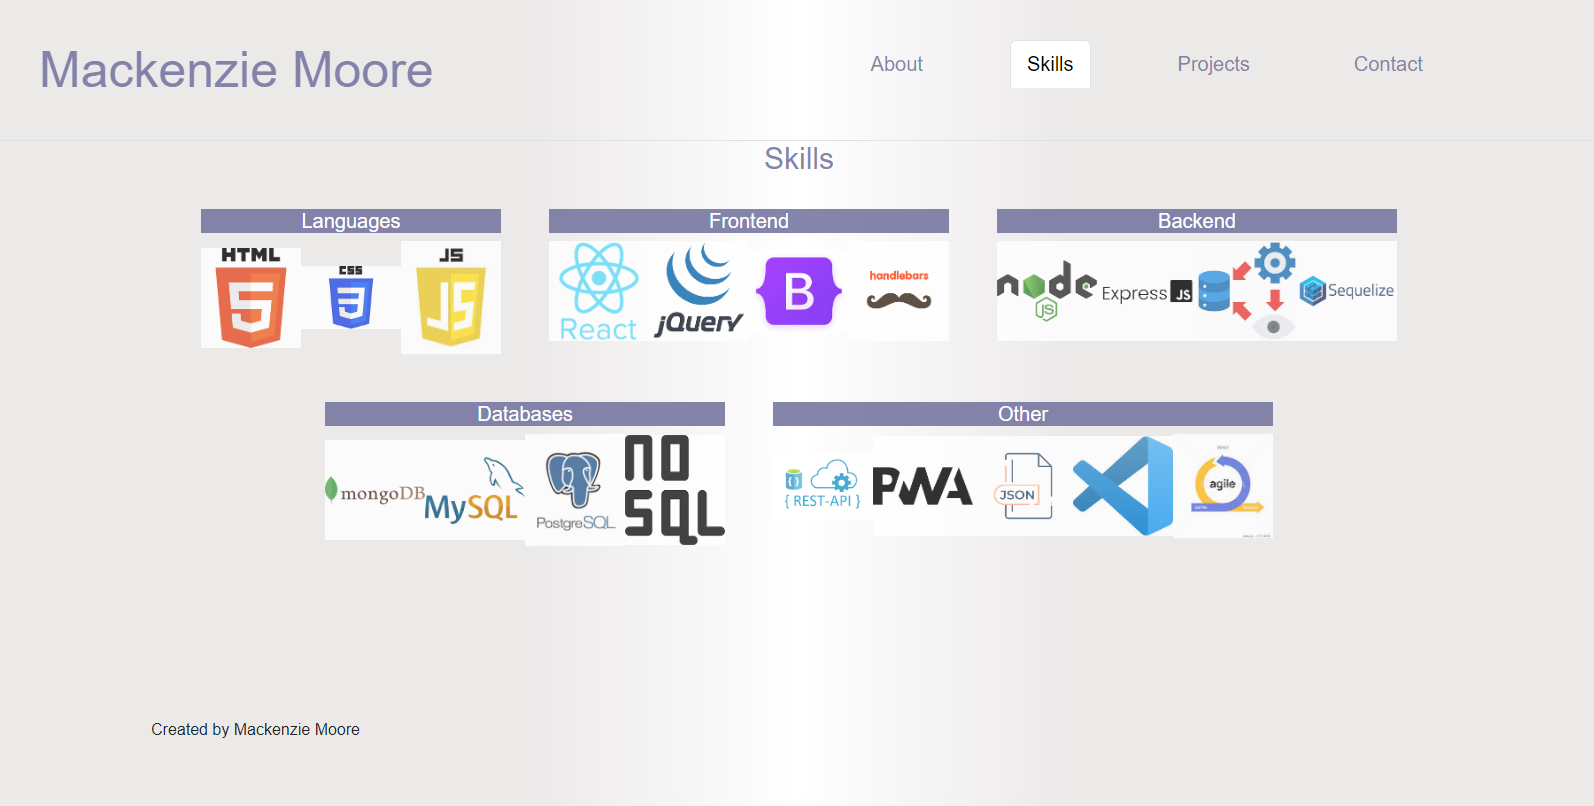 Mackenzie Moore
About
Skills
Projects
Contact
Skills
Languages
HTML
5
CSS
3
JS
JS
Frontend
React
jQuery
B
handlebars
Backend
node
JS
Express JS
Sequelize
Databases
mongoDB
MySQL
PostgreSQL
NO
SQL
Other
{}
{ REST-API }
PWA
JSON
agile
Created by Mackenzie Moore